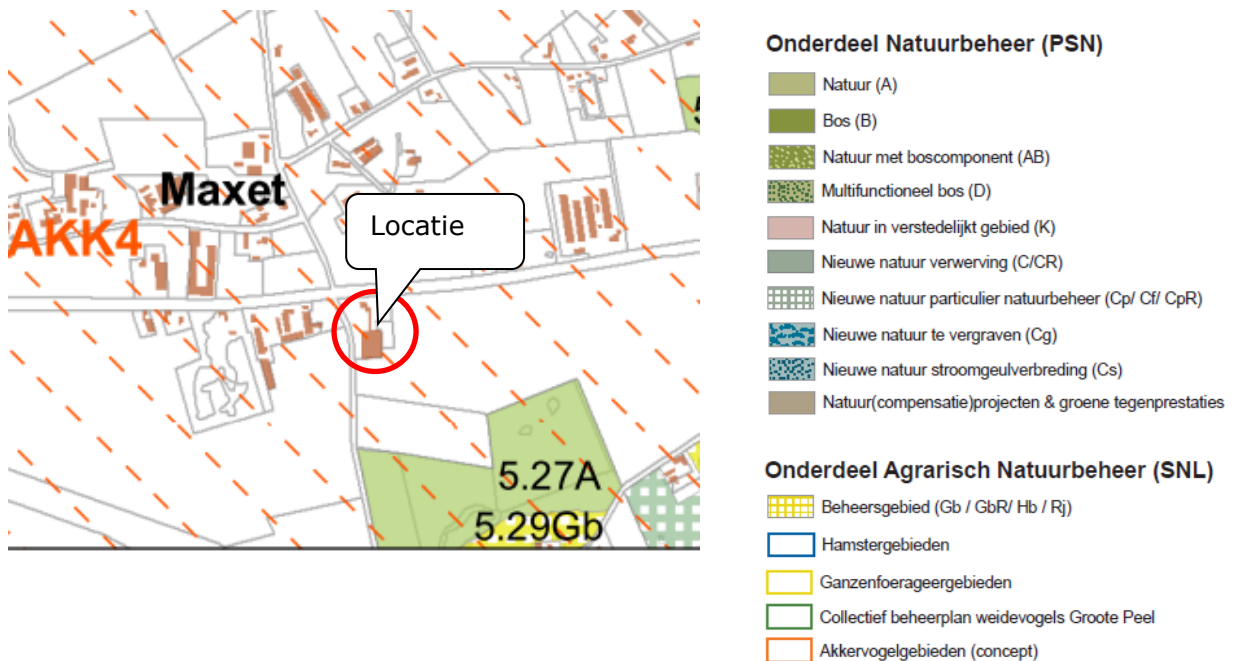 Maxet
AKK4
Locatie
5.27A
5.29Gb
Onderdeel Natuurbeheer (PSN)
Natuur (A)
Bos (B)
Natuur met boscomponent (AB)
Multifunctioneel bos (D)
Natuur in verstedelijkt gebied (K)
Nieuwe natuur verwerving (C/CR)
Nieuwe natuur particulier natuurbeheer (Cp/ Cf/ CpR)
Nieuwe natuur te vergraven (Cg)
Nieuwe natuur stroomgeulverbreding (Cs)
Natuur(compensatie)projecten & groene tegenprestaties
Onderdeel Agrarisch Natuurbeheer (SNL)
Beheersgebied (Gb / GbR/ Hb / Rj)
Hamstergebieden
Ganzenfoerageergebieden
Collectief beheerplan weidevogels Groote Peel
Akkervogelgebieden (concept)